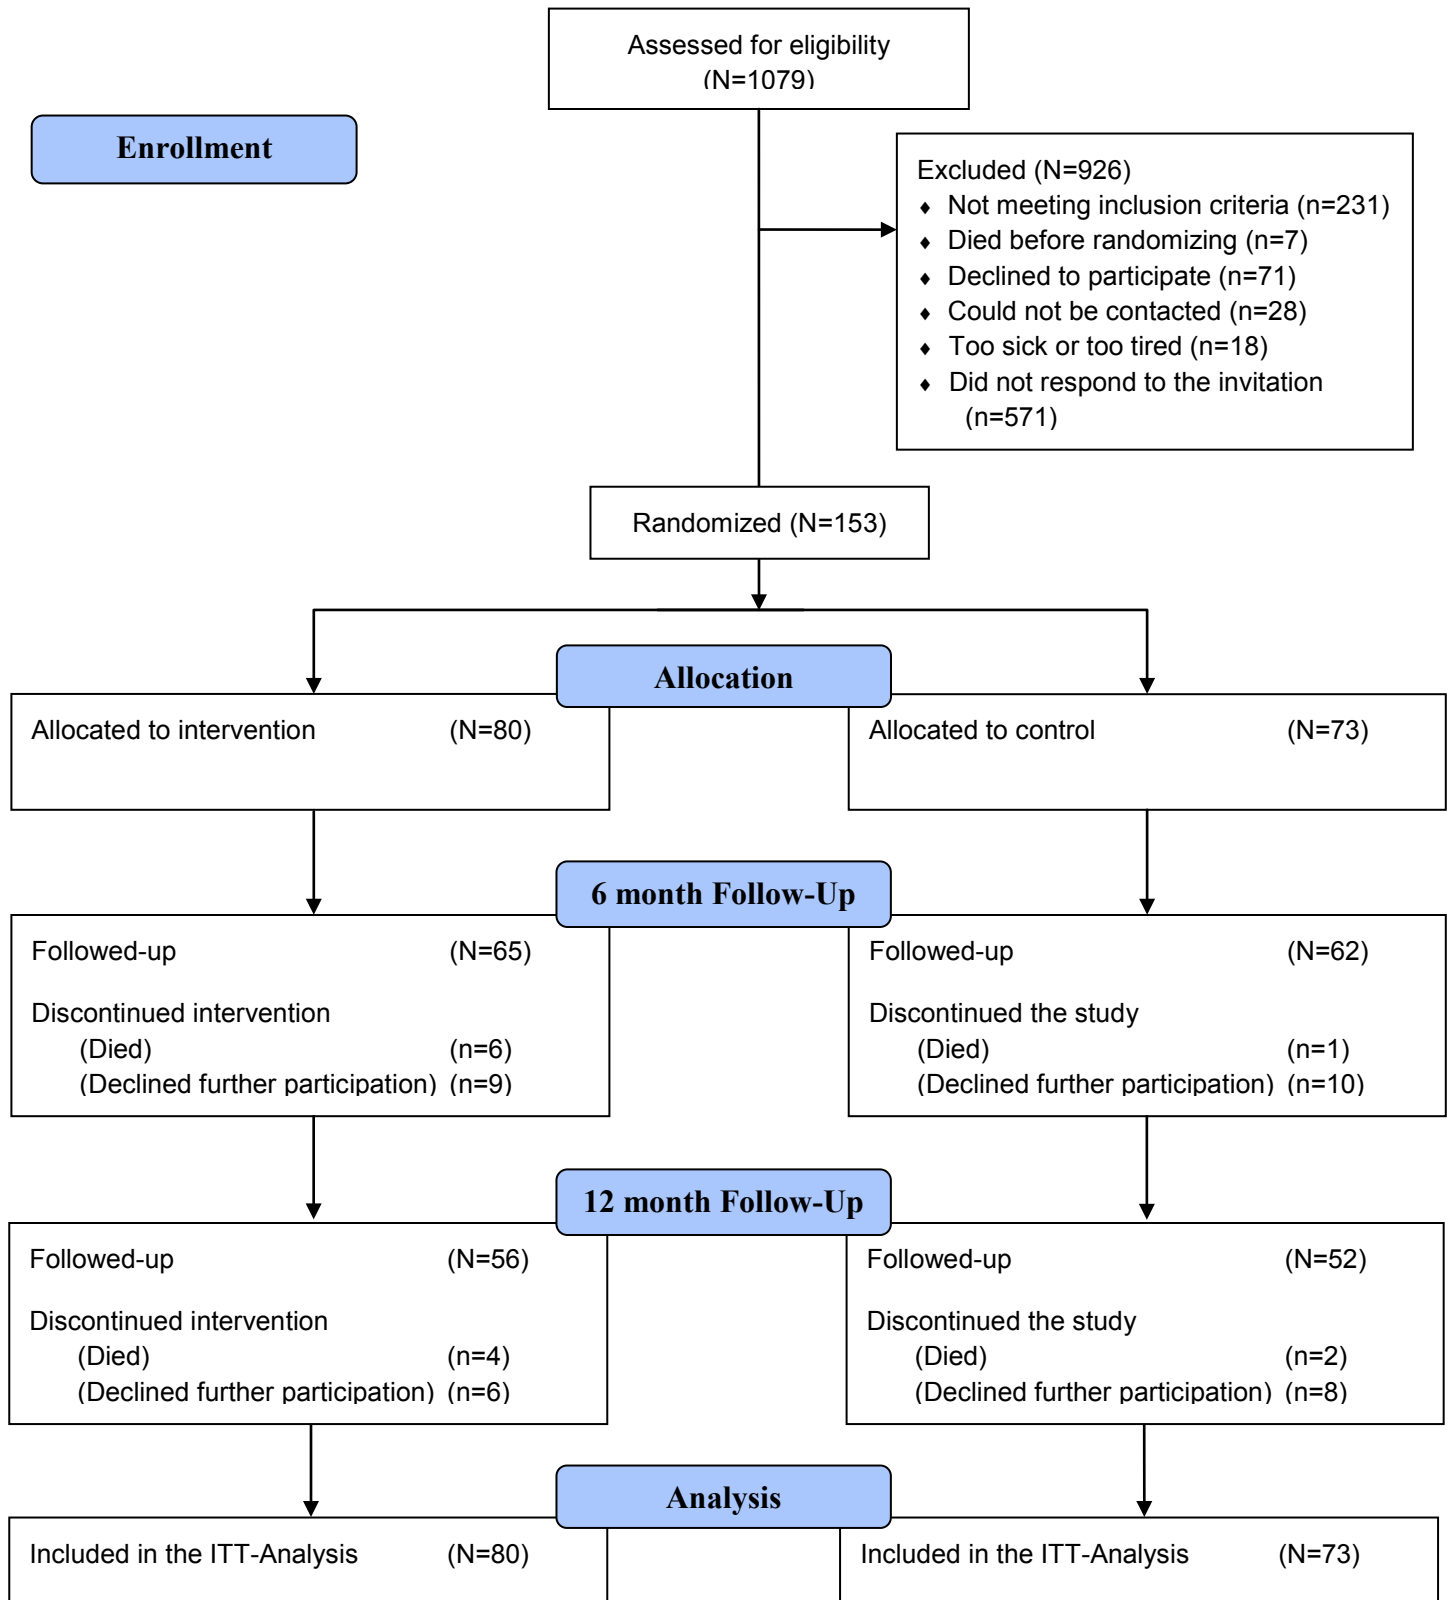 Assessed for eligibility
(N=1079)
Enrollment
Excluded (N=926)
♦ Not meeting inclusion criteria (n=231)
♦ Died before randomizing (n=7)
♦ Declined to participate (n=71)
♦ Could not be contacted (n=28)
♦ Too sick or too tired (n=18)
♦ Did not respond to the invitation
(n=571)
Randomized (N=153)
Allocation
Allocated to intervention (N=80)
Allocated to control (N=73)
6 month Follow-Up
Followed-up (N=65)
Discontinued intervention
(Died) (n=6)
(Declined further participation) (n=9)
Followed-up (N=62)
Discontinued the study
(Died) (n=1)
(Declined further participation) (n=10)
12 month Follow-Up
Followed-up (N=56)
Discontinued intervention
(Died) (n=4)
(Declined further participation) (n=6)
Followed-up (N=52)
Discontinued the study
(Died) (n=2)
(Declined further participation) (n=8)
Analysis
Included in the ITT-Analysis (N=80)
Included in the ITT-Analysis (N=73)